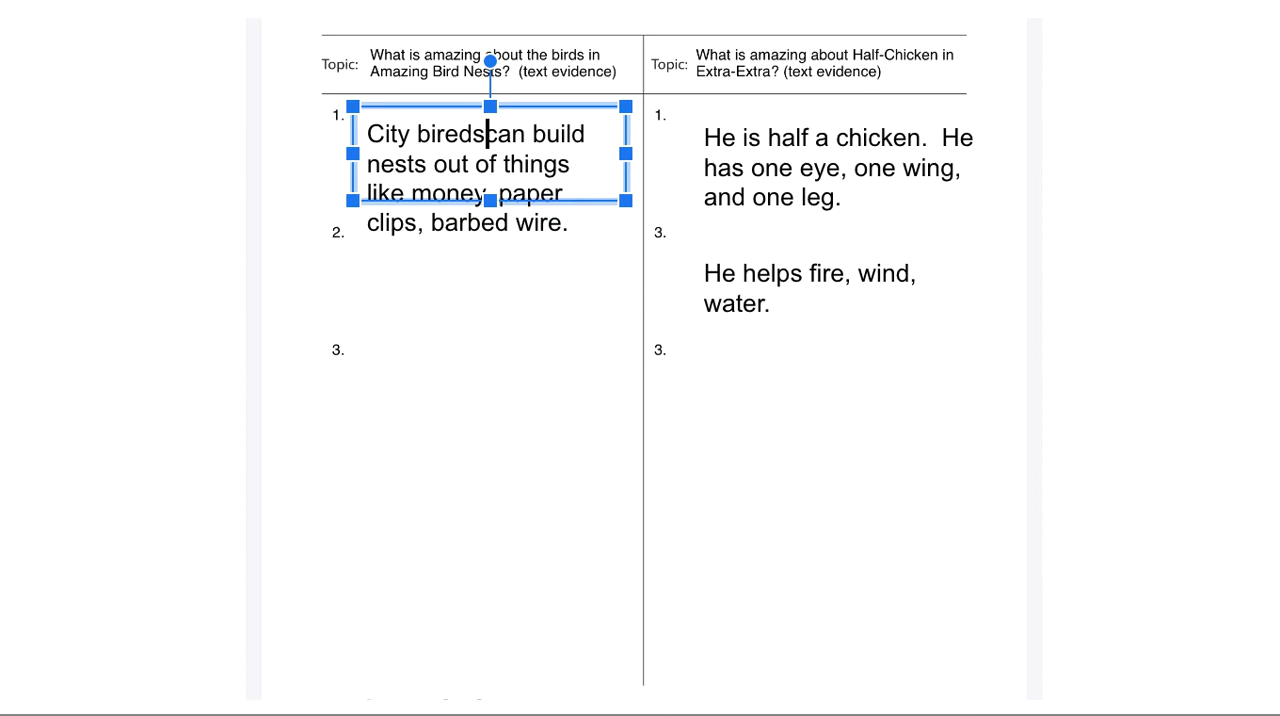 Topic: What is amazing about the birds in
Amazing Bird Nests? (text evidence)
1.
City biredscan build
nests out of things
like money, paper
clips, barbed wire.
2.
3.
Topic: What is amazing about Half-Chicken in
Extra-Extra? (text evidence)
1.
He is half a chicken. He
has one eye, one wing,
and one leg.
3.
He helps fire, wind,
water.
3.